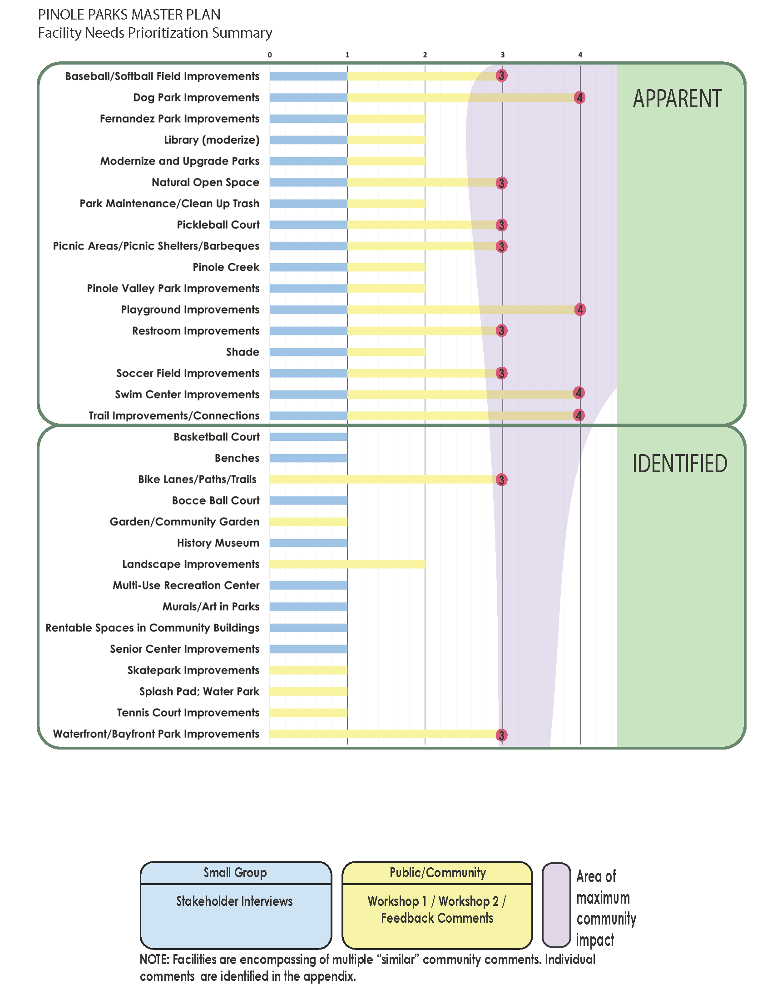 PINOLE PARKS MASTER PLAN
Facility Needs Prioritization Summary
0 1 2 3 4
Baseball/Softball Field Improvements 3
APPARENT
Dog Park Improvements 4
Fernandez Park Improvements
Library (moderize)
Modernize and Upgrade Parks
Natural Open Space 3
Park Maintenance/Clean Up Trash
Pickleball Court 3
Picnic Areas/Picnic Shelters/Barbeques 3
Pinole Creek
Pinole Valley Park Improvements
Playground Improvements 4
Restroom Improvements 3
Shade
Soccer Field Improvements 3
Swim Center Improvements 4
Trail Improvements/Connections 4
Basketball Court
Benches
IDENTIFIED
Bike Lanes/Paths/Trails 3
Bocce Ball Court
Garden/Community Garden
History Museum
Landscape Improvements
Multi-Use Recreation Center
Murals/Art in Parks
Rentable Spaces in Community Buildings
Senior Center Improvements
Skatepark Improvements
Splash Pad; Water Park
Tennis Court Improvements
Waterfront/Bayfront Park Improvements 3
Small Group
Stakeholder Interviews
Public/Community
Workshop 1 / Workshop 2 /
Feedback Comments
Area of
maximum
community
impact
NOTE: Facilities are encompassing of multiple “similar” community comments. Individual
comments are identified in the appendix.